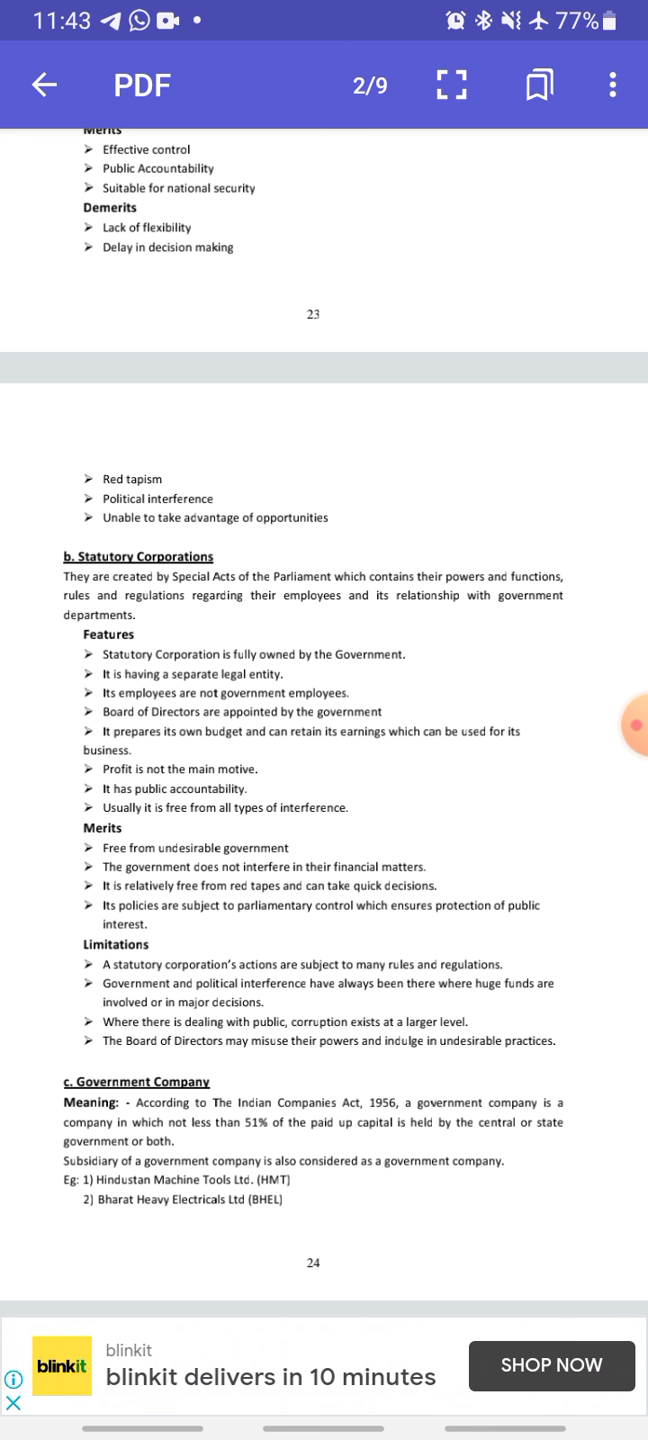 11:43
77%
PDF
2/9
Merits
➤ Effective control
➤ Public Accountability
➤ Suitable for national security
Demerits
➤ Lack of flexibility
➤ Delay in decision making
23
➤ Red tapism
➤ Political interference
➤ Unable to take advantage of opportunities
b. Statutory Corporations
They are created by Special Acts of the Parliament which contains their powers and functions,
rules and regulations regarding their employees and its relationship with government
departments.
Features
➤ Statutory Corporation is fully owned by the Government.
➤ It is having a separate legal entity.
➤ Its employees are not government employees.
➤ Board of Directors are appointed by the government
➤ It prepares its own budget and can retain its earnings which can be used for its
business.
➤ Profit is not the main motive.
➤ It has public accountability.
➤ Usually it is free from all types of interference.
Merits
➤ Free from undesirable government
➤ The government does not interfere in their financial matters.
➤ It is relatively free from red tapes and can take quick decisions.
➤ Its policies are subject to parliamentary control which ensures protection of public
interest.
Limitations
➤ A statutory corporation's actions are subject to many rules and regulations.
➤ Government and political interference have always been there where huge funds are
involved or in major decisions.
➤ Where there is dealing with public, corruption exists at a larger level.
➤ The Board of Directors may misuse their powers and indulge in undesirable practices.
c. Government Company
Meaning: - According to The Indian Companies Act, 1956, a government company is a
company in which not less than 51% of the paid up capital is held by the central or state
government or both.
Subsidiary of a government company is also considered as a government company.
Eg: 1) Hindustan Machine Tools Ltd. (HMT)
2) Bharat Heavy Electricals Ltd (BHEL)
24
blinkit
blinkit
blinkit delivers in 10 minutes
SHOP NOW